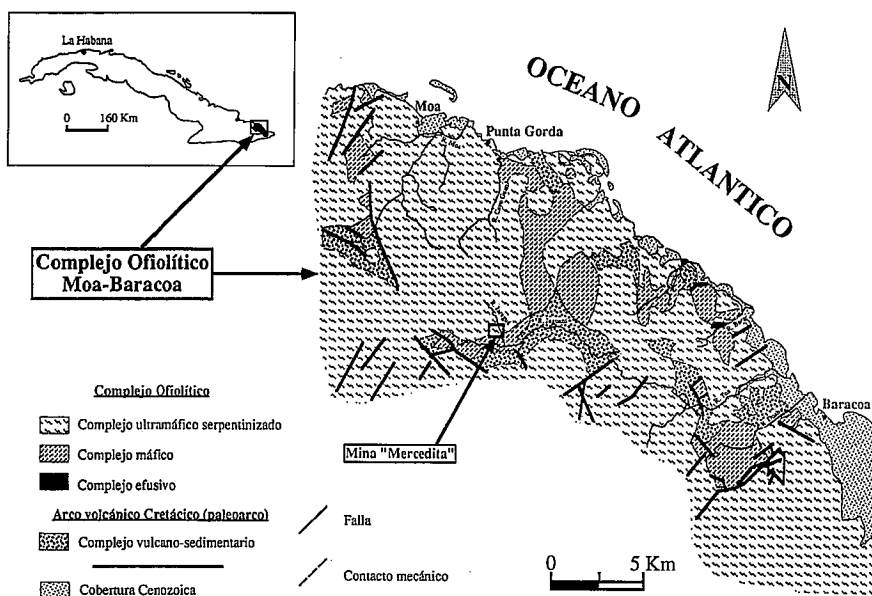 La Habana
0 160 Km
OCEANO ATLANTICO
N
Moa
Punta Gorda
Complejo Ofiolítico
Moa-Baracoa
Baracoa
Mina "Mercedita"
Complejo Ofiolítico
Complejo ultramáfico serpentinizado
Complejo máfico
Complejo efusivo
Arco volcánico Cretácico (paleoarco)
Complejo vulcano-sedimentario
Cobertura Cenozoica
Falla
Contacto mecánico
0 5 Km